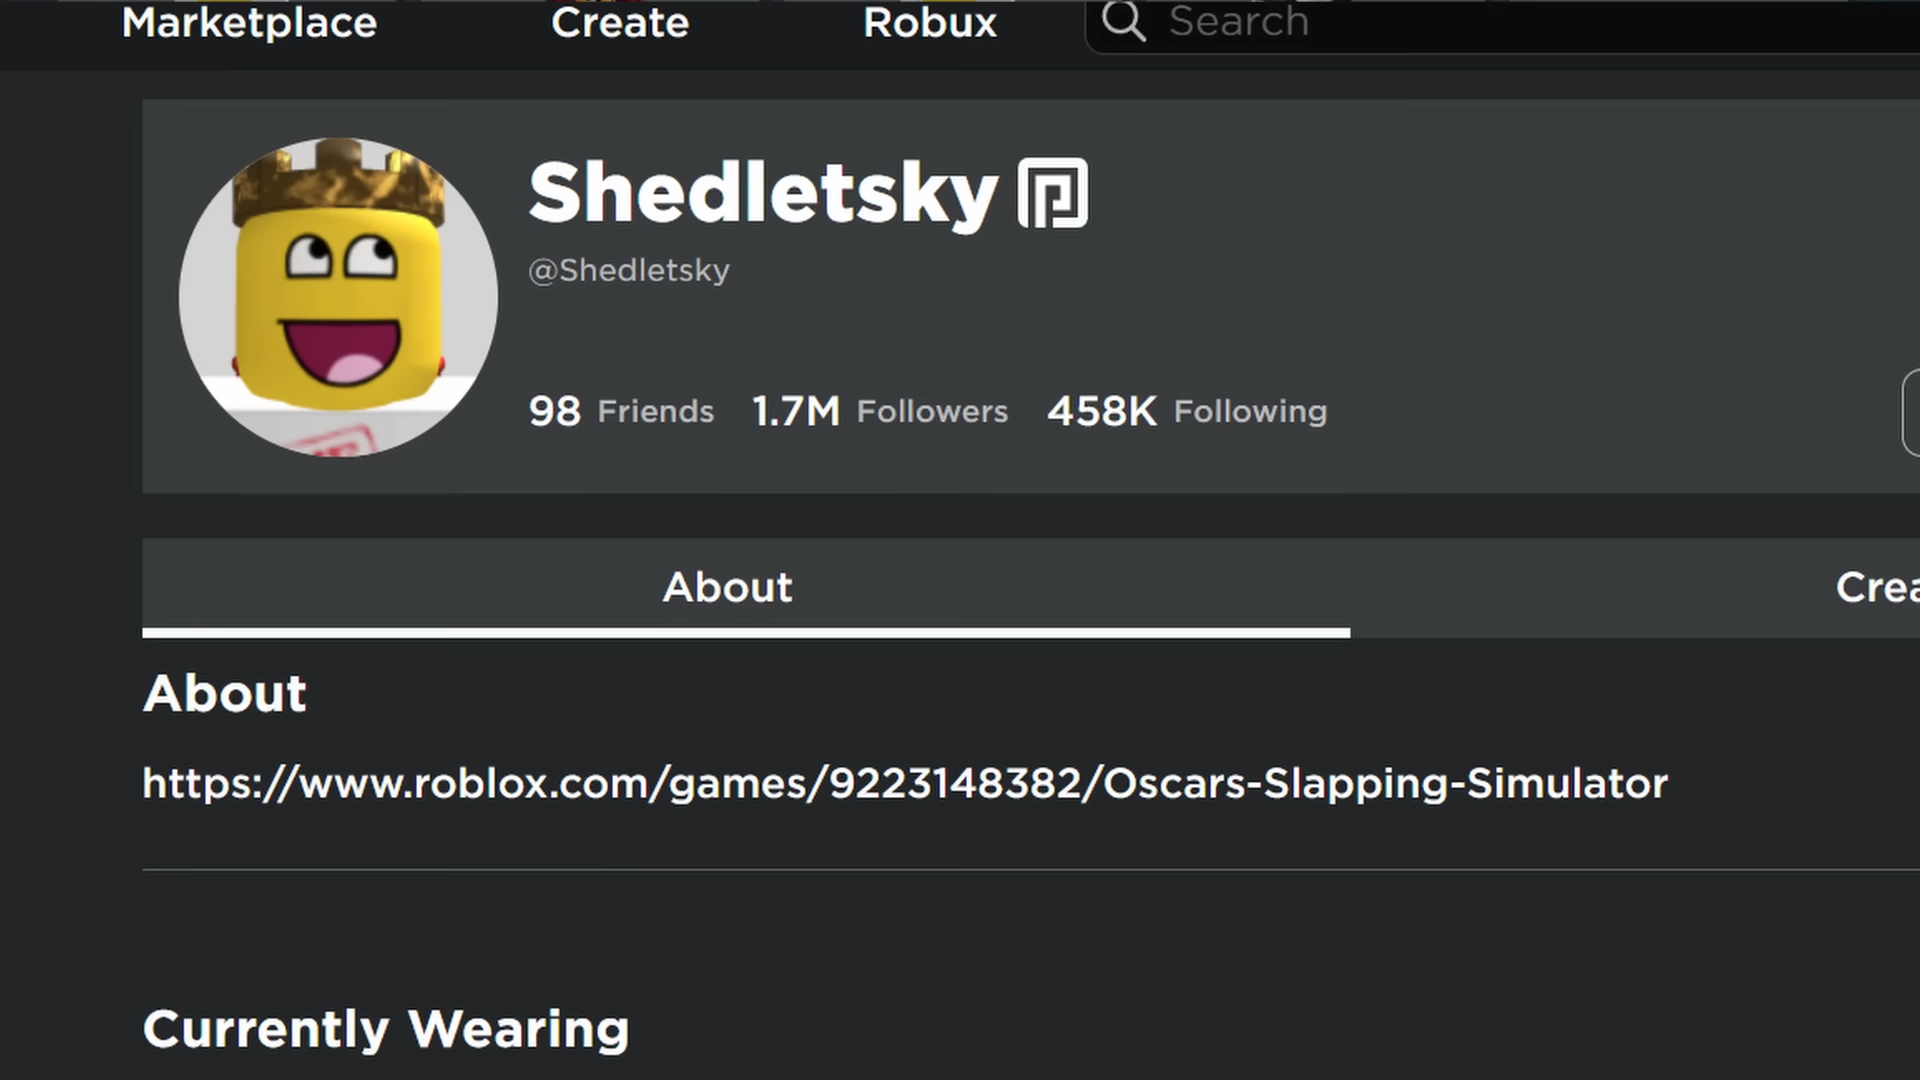 Marketplace Create Robux Search
Shedletsky
@Shedletsky
98 Friends 1.7M Followers 458K Following
About
About
https://www.roblox.com/games/9223148382/Oscars-Slapping-Simulator
Currently Wearing